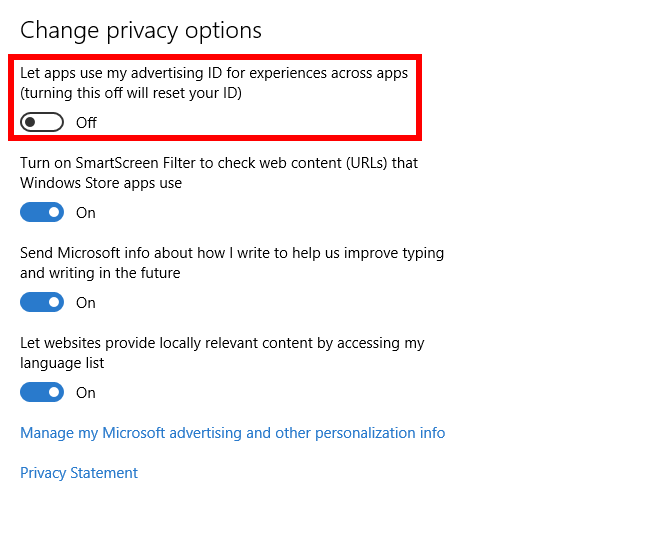 Change privacy options
Let apps use my advertising ID for experiences across apps
(turning this off will reset your ID)
Off
Turn on SmartScreen Filter to check web content (URLs) that
Windows Store apps use
On
Send Microsoft info about how I write to help us improve typing
and writing in the future
On
Let websites provide locally relevant content by accessing my
language list
On
Manage my Microsoft advertising and other personalization info
Privacy Statement